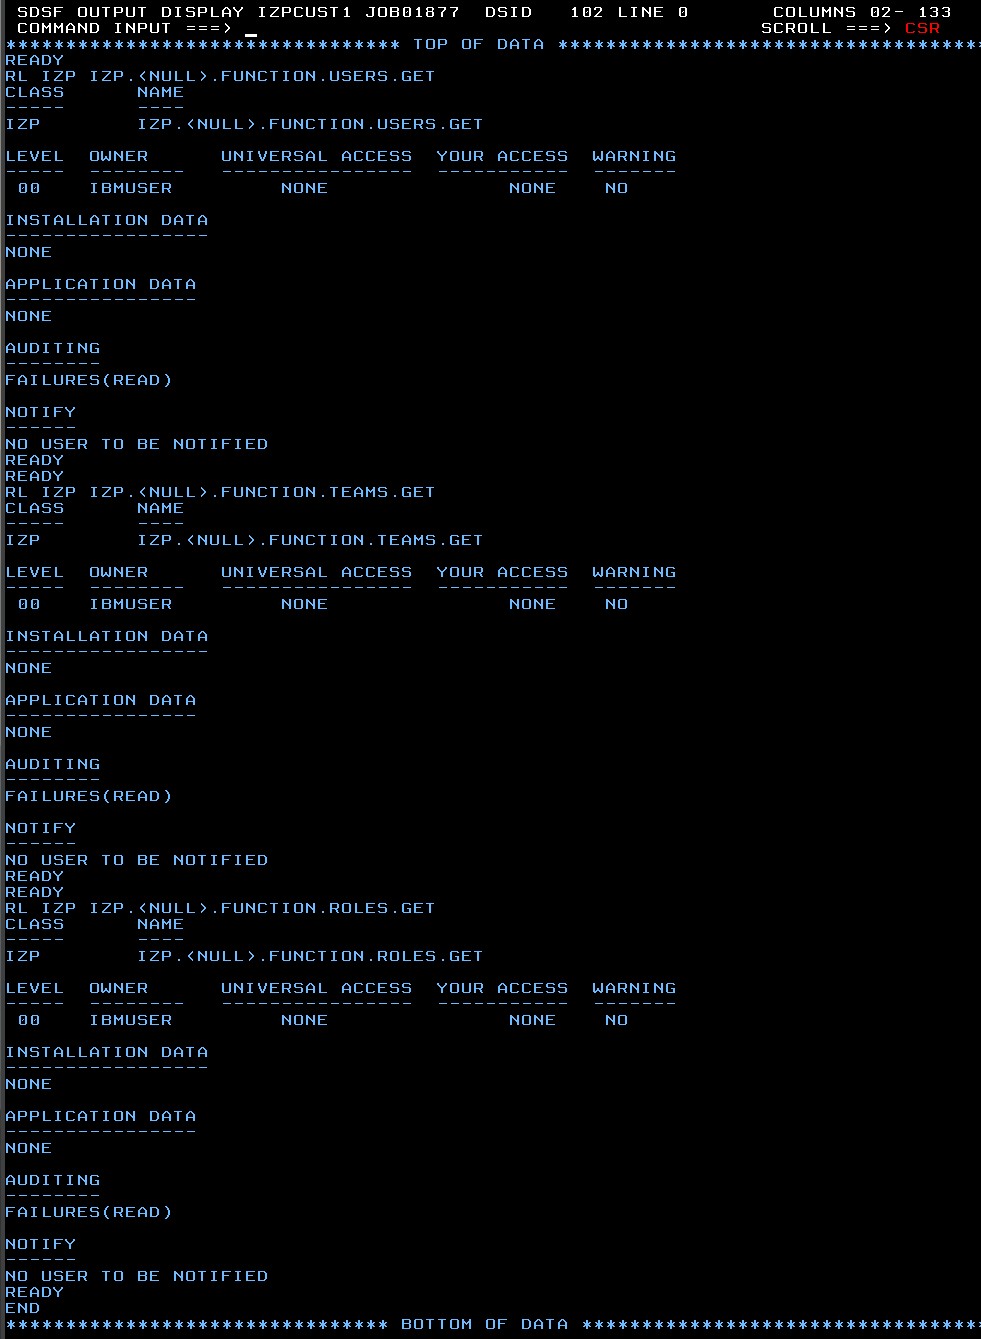 SDSF OUTPUT DISPLAY IZPCUST1 JOB01877  DSID   102 LINE 0       COLUMNS 02- 133
COMMAND INPUT ===> _                                          SCROLL ===> CSR
********************************* TOP OF DATA ***********************************
READY
RL IZP IZP.<NULL>.FUNCTION.USERS.GET
CLASS      NAME
-----      ----
IZP        IZP.<NULL>.FUNCTION.USERS.GET
LEVEL  OWNER      UNIVERSAL ACCESS  YOUR ACCESS  WARNING
-----  --------   ----------------  -----------  -------
 00    IBMUSER         NONE               NONE    NO
INSTALLATION DATA
-----------------
NONE
APPLICATION DATA
----------------
NONE
AUDITING
--------
FAILURES(READ)
NOTIFY
------
NO USER TO BE NOTIFIED
READY
READY
RL IZP IZP.<NULL>.FUNCTION.TEAMS.GET
CLASS      NAME
-----      ----
IZP        IZP.<NULL>.FUNCTION.TEAMS.GET
LEVEL  OWNER      UNIVERSAL ACCESS  YOUR ACCESS  WARNING
-----  --------   ----------------  -----------  -------
 00    IBMUSER         NONE               NONE    NO
INSTALLATION DATA
-----------------
NONE
APPLICATION DATA
----------------
NONE
AUDITING
--------
FAILURES(READ)
NOTIFY
------
NO USER TO BE NOTIFIED
READY
READY
RL IZP IZP.<NULL>.FUNCTION.ROLES.GET
CLASS      NAME
-----      ----
IZP        IZP.<NULL>.FUNCTION.ROLES.GET
LEVEL  OWNER      UNIVERSAL ACCESS  YOUR ACCESS  WARNING
-----  --------   ----------------  -----------  -------
 00    IBMUSER         NONE               NONE    NO
INSTALLATION DATA
-----------------
NONE
APPLICATION DATA
----------------
NONE
AUDITING
--------
FAILURES(READ)
NOTIFY
------
NO USER TO BE NOTIFIED
READY
END
******************************** BOTTOM OF DATA *********************************